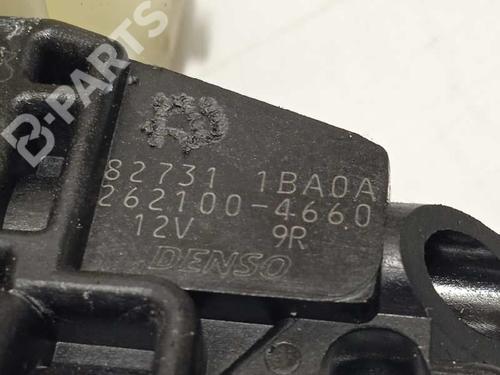 B-PARTS
82731 1BA0A
262100-4660
12V 9R
DENSO